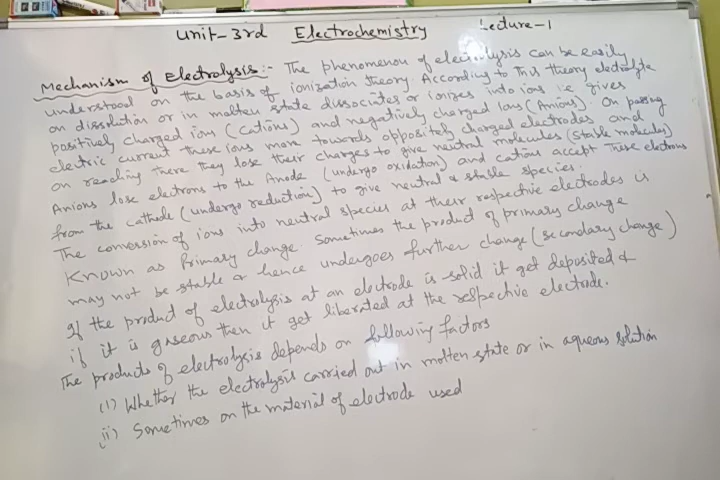 Unit-3rd Electrochemistry Lecture-1
Mechanism of Electrolysis:- The phenomenon of electrolysis can be easily
understood on the basis of ionization theory. According to this theory electrolyte
on dissolution or in molten state dissociates or ionizes into ions i.e gives
positively charged ions (cations) and negatively charged ions (Anions). On passing
electric current these ions move towards oppositely charged electrodes and
on reaching there they lose their charges to give neutral molecules (stable molecules)
Anions lose electrons to the Anode (undergo oxidation) and cations accept these electrons
from the cathode (undergo reduction) to give neutral & stable species.
The conversion of ions into neutral species at their respective electrodes is
known as Primary change. Sometimes the product of primary change
may not be stable & hence undergoes further change (secondary change)
If the product of electrolysis at an electrode is solid it get deposited &
if it is gaseous then it get liberated at the respective electrode.
The products of electrolysis depends on following factors
(i) Whether the electrolysis carried out in molten state or in aqueous solution
(ii) Sometimes on the material of electrode used